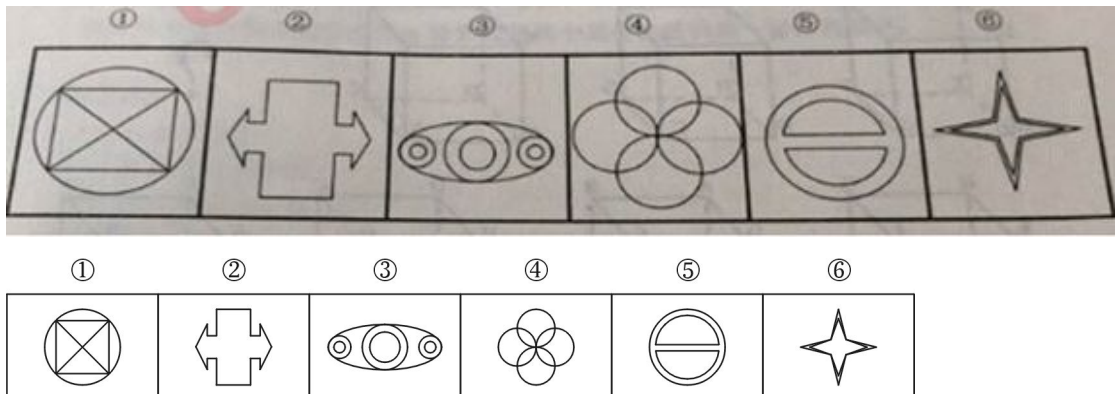 ① ② ③ ④ ⑤ ⑥
① ② ③ ④ ⑤ ⑥